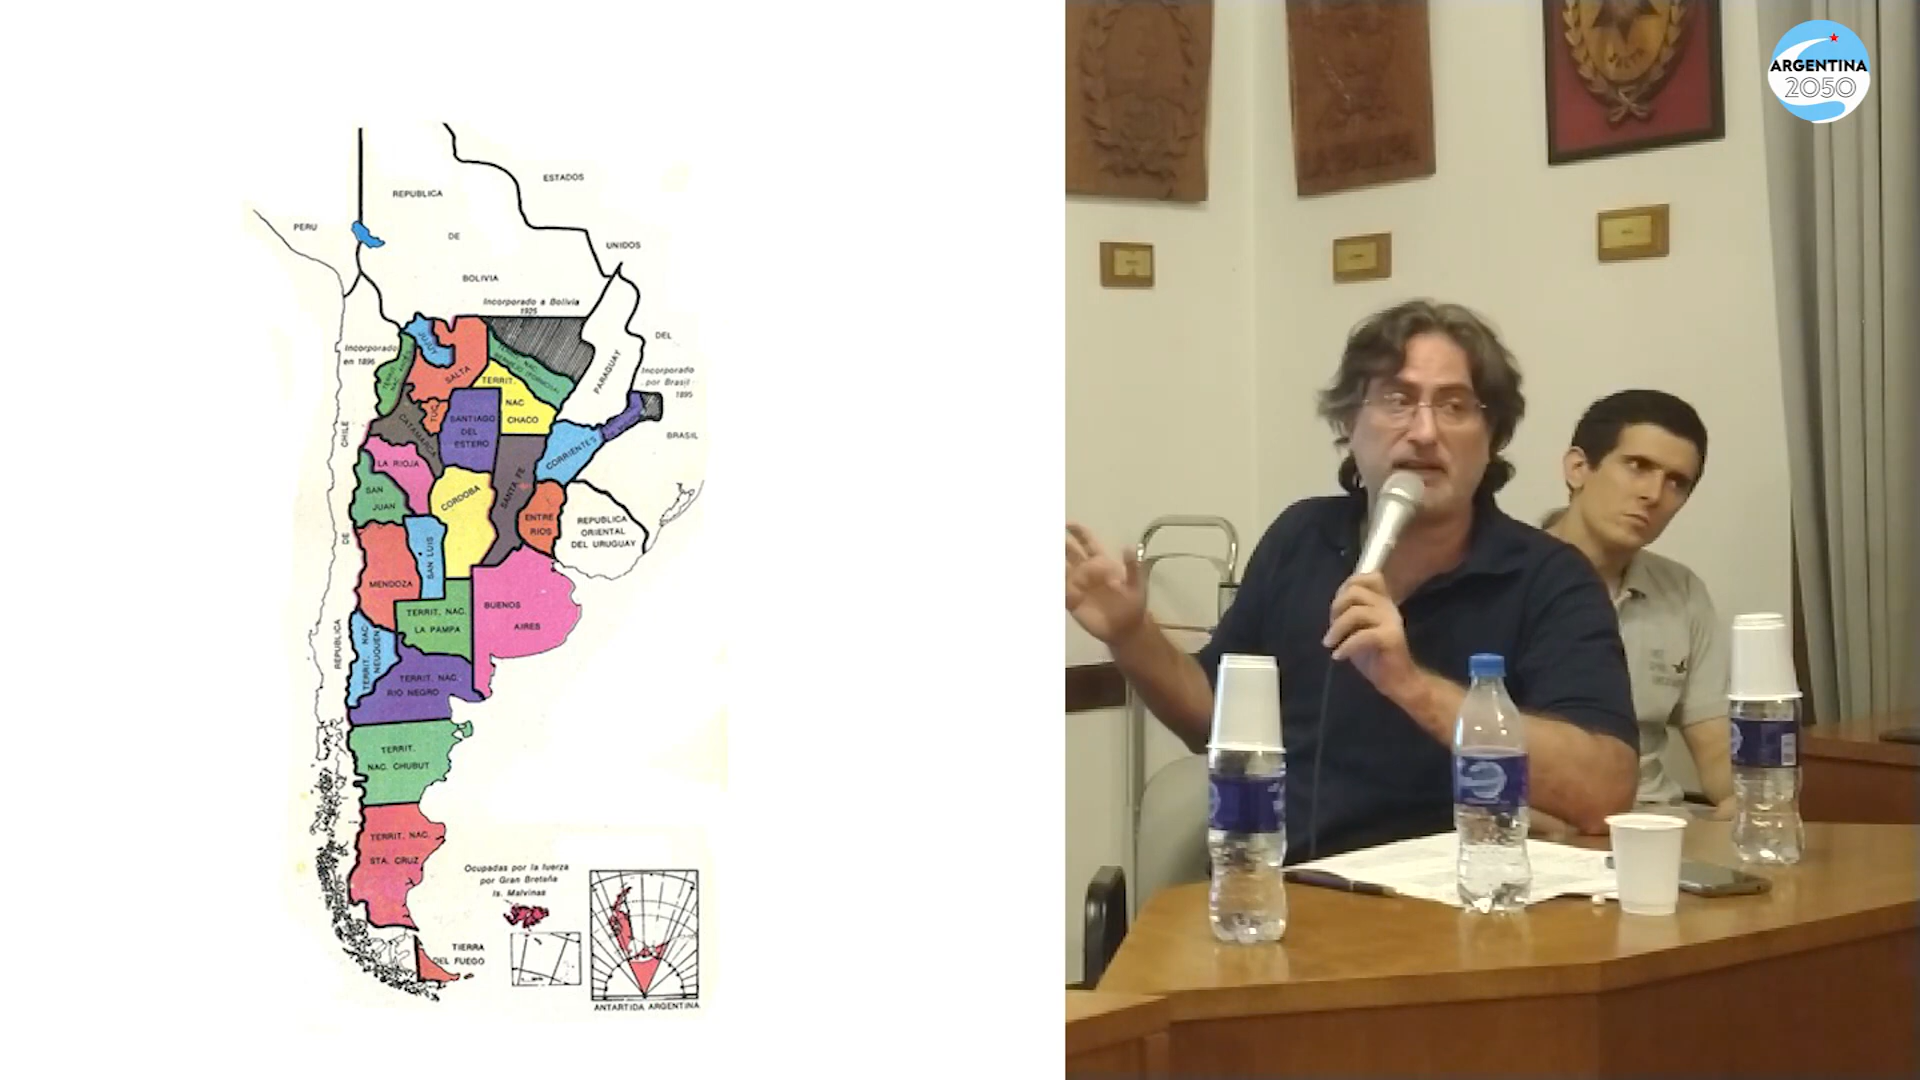 ARGENTINA
2050
ESTADOS
REPUBLICA
PERU
DE
UNIDOS
BOLIVIA
Incorporado a Bolivia
1925
DEL
Incorporado
en 1896
JUJUY
PARAGUAY
Incorporado
por Brasil
1895
SALTA
TERRIT.
NAC
CHACO
TUC.
CATAMARCA
SANTIAGO
DEL
ESTERO
CORRIENTES
BRASIL
CHILE
LA RIOJA
SANTA FE
SAN
JUAN
CORDOBA
ENTRE
RIOS
REPUBLICA
ORIENTAL
DEL URUGUAY
DE
SAN LUIS
MENDOZA
BUENOS
AIRES
TERRIT. NAC.
LA PAMPA
REPUBLICA
TERRIT. NAC.
NEUQUEN
TERRIT. NAC.
RIO NEGRO
TERRIT.
NAC. CHUBUT
TERRIT. NAC.
STA. CRUZ
Ocupadas por la fuerza
por Gran Bretaña
Is. Malvinas
TIERRA
DEL FUEGO
ANTARTIDA ARGENTINA